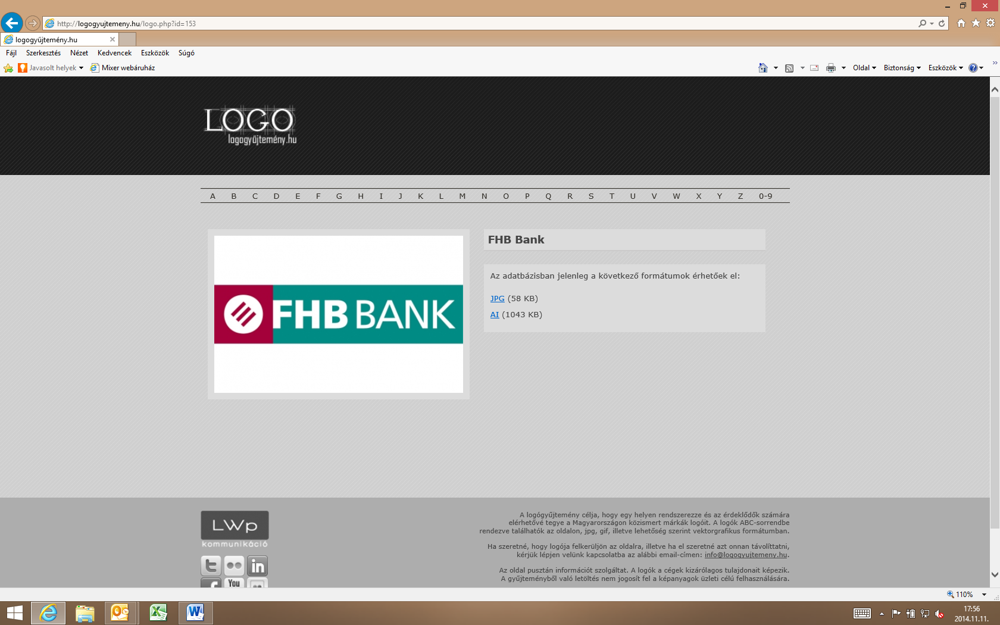 http://logogyujtemeny.hu/logo.php?id=153
logogyűjtemény.hu
Fájl Szerkesztés Nézet Kedvencek Eszközök Súgó
Javasolt helyek Mixer webáruház
Oldal Biztonság Eszközök
LOGO
logogyűjtemény.hu
A B C D E F G H I J K L M N O P Q R S T U V W X Y Z 0-9
FHB BANK
FHB Bank
Az adatbázisban jelenleg a következő formátumok érhetőek el:
JPG (58 KB)
AI (1043 KB)
LWp
kommunikáció
You
A logógyűjtemény célja, hogy egy helyen rendszerezze és az érdeklődők számára
elérhetővé tegye a Magyarországon közismert márkák logóit. A logók ABC-sorrendbe
rendezve találhatók az oldalon, jpg, gif, illetve lehetőség szerint vektorgrafikus formátumban.
Ha szeretné, hogy logója felkerüljön az oldalra, illetve ha el szeretné azt onnan távolíttatni,
kérjük lépjen velünk kapcsolatba az alábbi email-címen: info@logogyujtemeny.hu.
Az oldal pusztán információt szolgáltat. A logók a cégek kizárólagos tulajdonait képezik.
A gyűjteményből való letöltés nem jogosít fel a képanyagok üzleti célú felhasználására.
110%
17:56
2014.11.11.